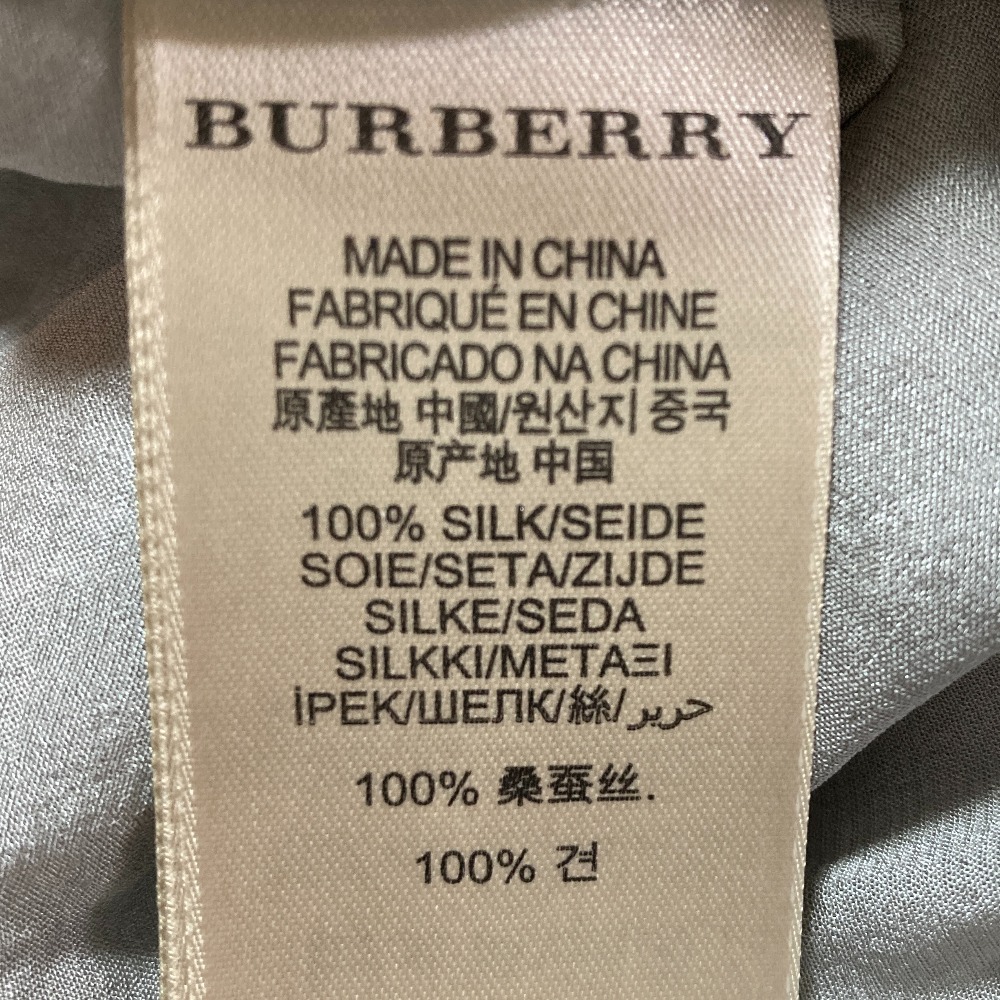 BURBERRY
MADE IN CHINA
FABRIQUÉ EN CHINE
FABRICADO NA CHINA
原產地 中國/원산지 중국
原产地 中国
100% SILK/SEIDE
SOIE/SETA/ZIJDE
SILKE/SEDA
SILKKI/ΜΕΤΑΞΙ
İPEK/ШЕЛК/絲/حرير
100% 桑蚕丝.
100% 견